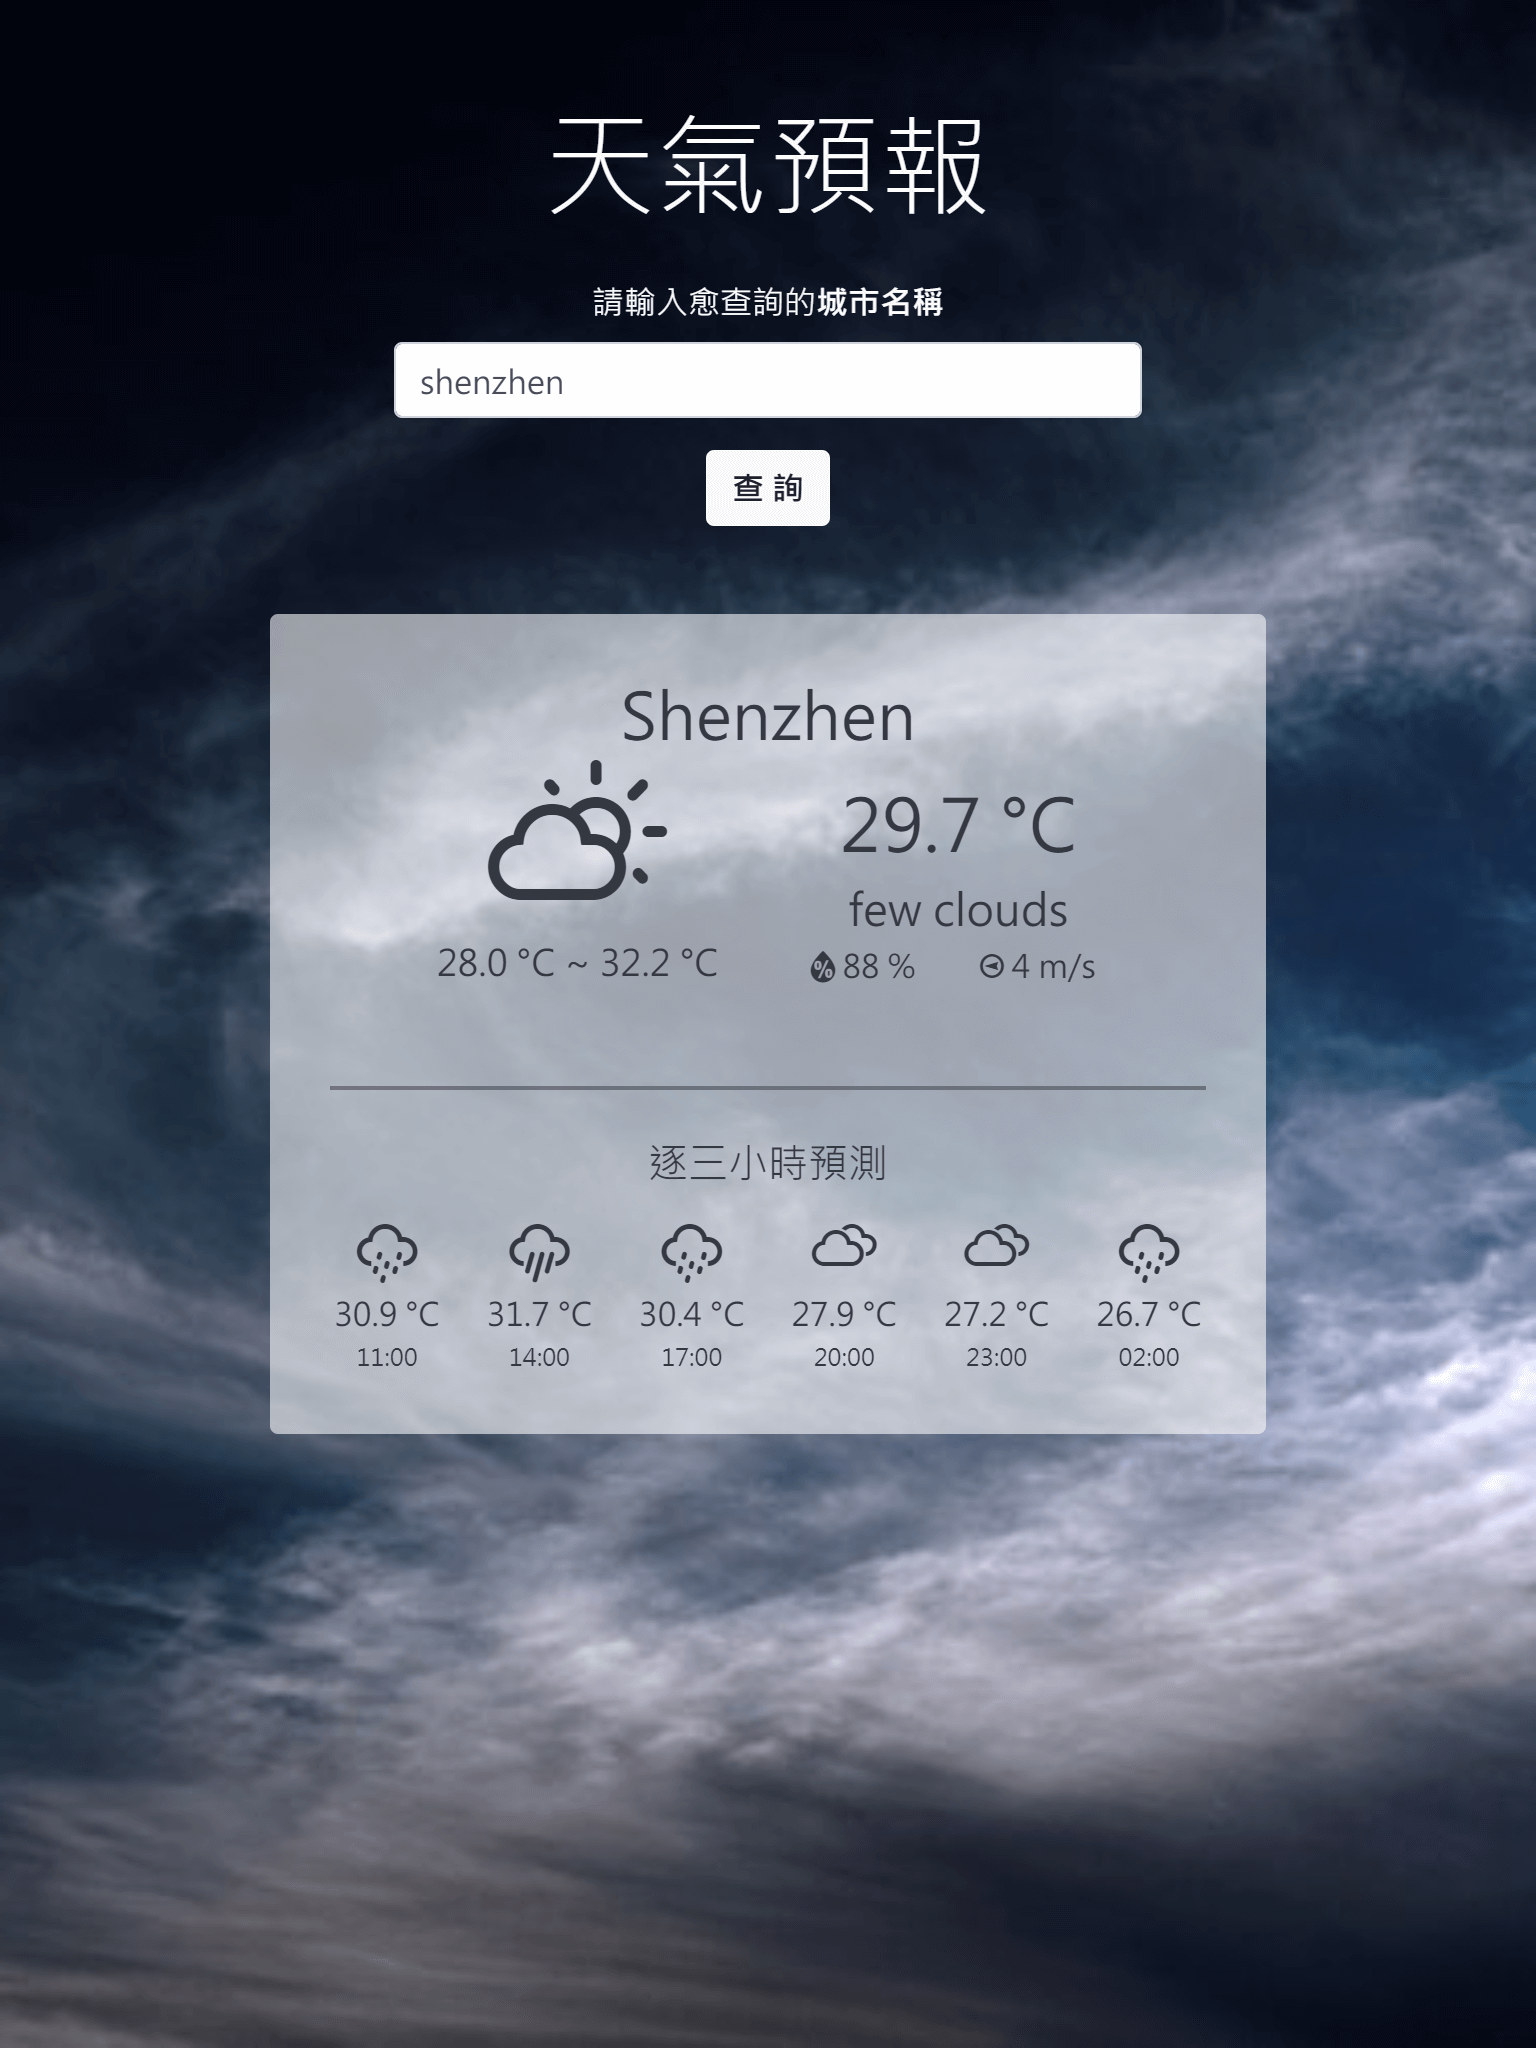 天氣預報
請輸入愈查詢的城市名稱
shenzhen
查 詢
Shenzhen
29.7 °C
few clouds
28.0 °C ~ 32.2 °C
88 % 4 m/s
逐三小時預測
30.9 °C 31.7 °C 30.4 °C 27.9 °C 27.2 °C 26.7 °C
11:00 14:00 17:00 20:00 23:00 02:00